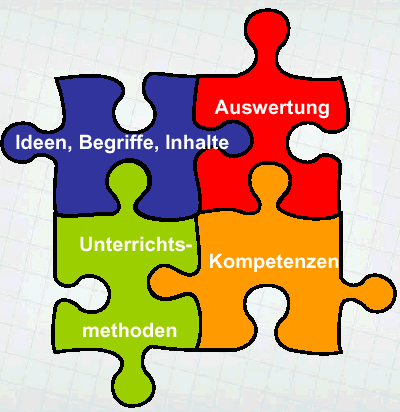 Auswertung
Ideen, Begriffe, Inhalte
Unterrichts-
methoden
Kompetenzen